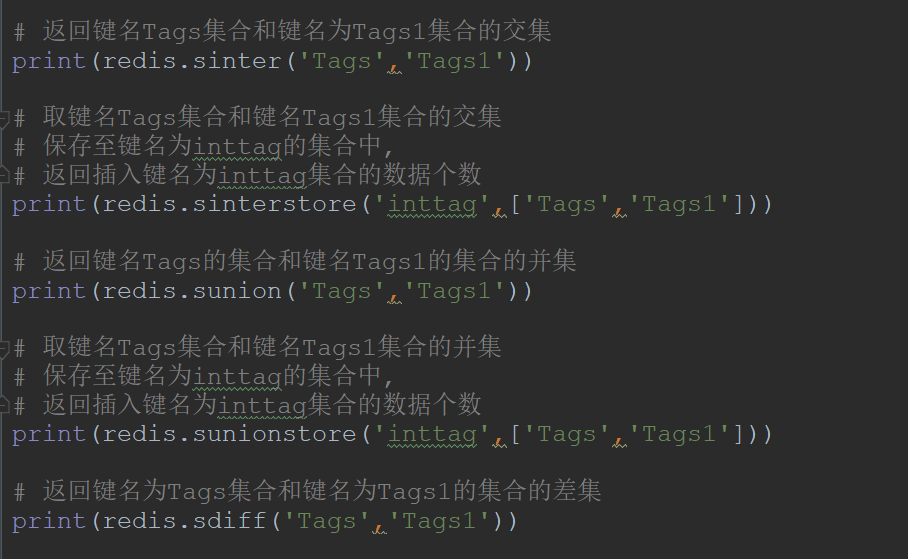 # 返回键名Tags集合和键名为Tags1集合的交集
print(redis.sinter('Tags','Tags1'))
# 取键名Tags集合和键名Tags1集合的交集
# 保存至键名为inttag的集合中,
# 返回插入键名为inttag集合的数据个数
print(redis.sinterstore('inttag',['Tags','Tags1']))
# 返回键名Tags的集合和键名Tags1的集合的并集
print(redis.sunion('Tags','Tags1'))
# 取键名Tags集合和键名Tags1集合的并集
# 保存至键名为inttag的集合中,
# 返回插入键名为inttag集合的数据个数
print(redis.sunionstore('inttag',['Tags','Tags1']))
# 返回键名为Tags集合和键名为Tags1的集合的差集
print(redis.sdiff('Tags','Tags1'))